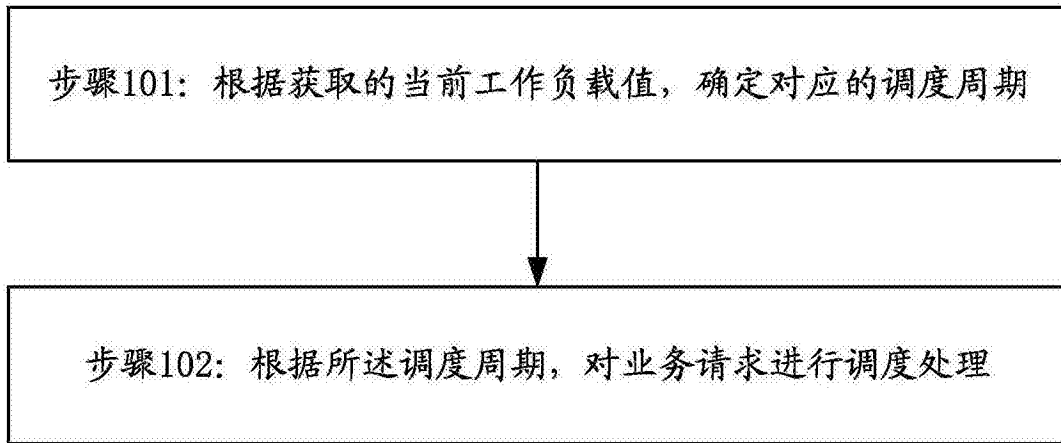 步骤101：根据获取的当前工作负载值，确定对应的调度周期
步骤102：根据所述调度周期，对业务请求进行调度处理